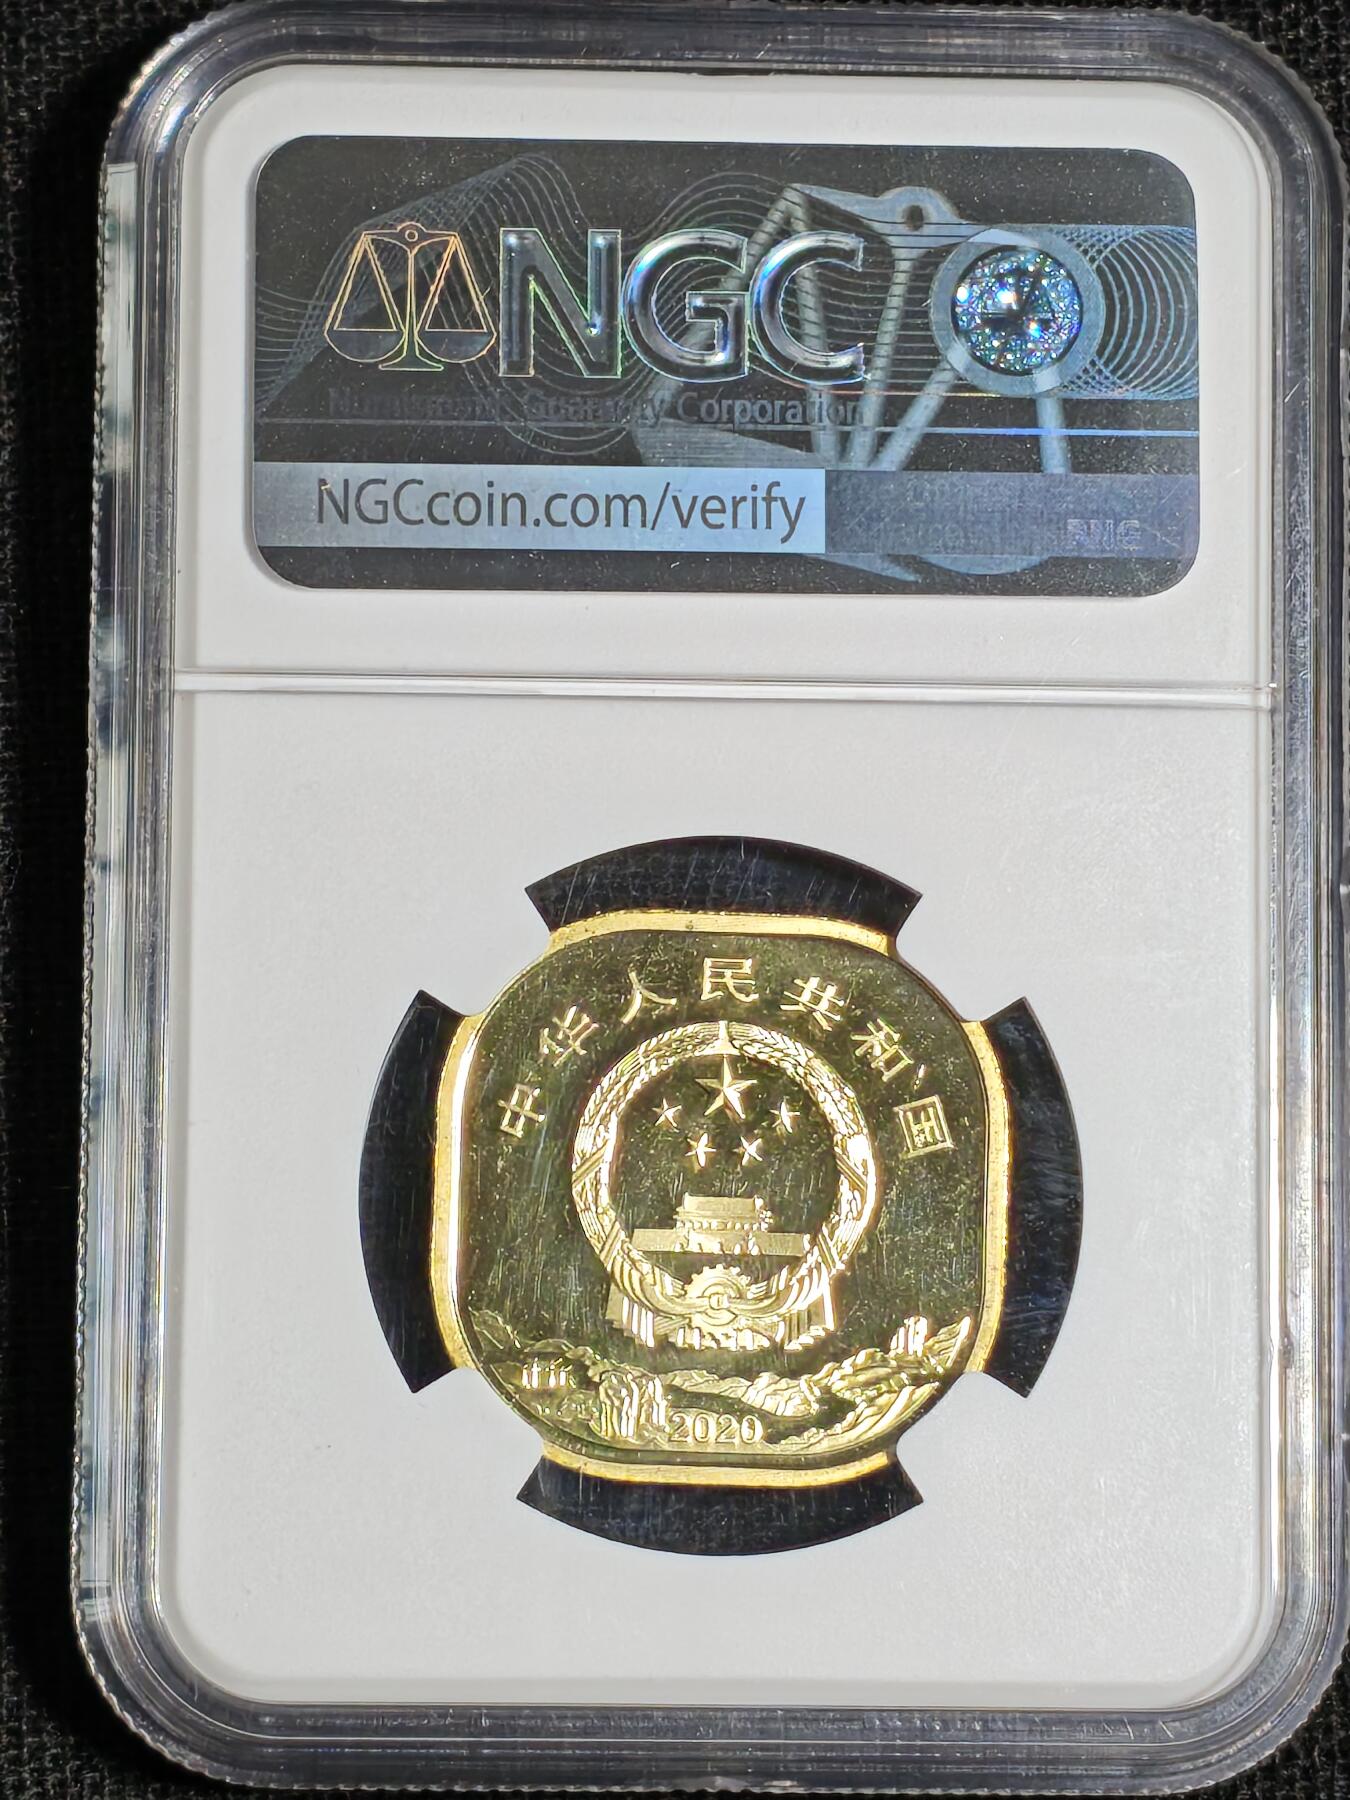 NGC
Numismatic Guaranty Corporation
NGCcoin.com/verify
中华人民共和国
2020